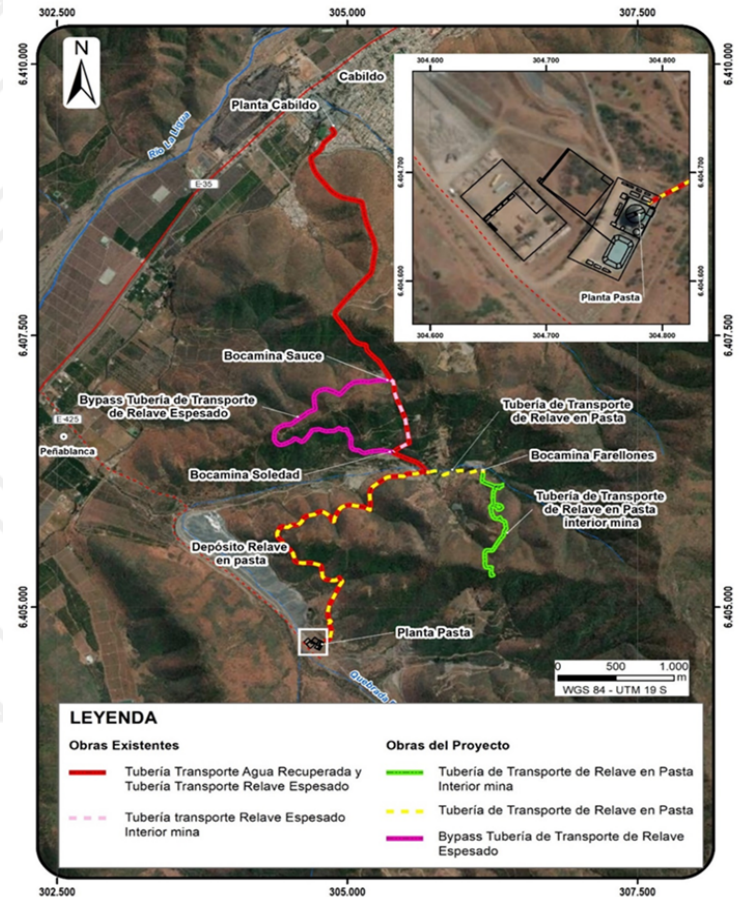 302.500
305.000
307.500
6.410.000
6.410.000
N
Cabildo
Planta Cabildo
Río La Ligua
E-35
304.600
304.700
304.800
6.404.700
6.404.700
6.404.600
6.404.600
Planta Pasta
304.600
304.700
304.800
6.407.500
6.407.500
Bocamina Sauce
Bypass Tubería de Transporte
de Relave Espesado
E-425
Peñablanca
Tubería de Transporte
de Relave en Pasta
Bocamina Farellones
Bocamina Soledad
Tubería de Transporte
de Relave en Pasta
interior mina
Depósito Relave
en pasta
6.405.000
6.405.000
Planta Pasta
Quebrada
0 500 1.000
m
WGS 84 - UTM 19 S
LEYENDA
Obras Existentes
Tubería Transporte Agua Recuperada y
Tubería Transporte Relave Espesado
Tubería transporte Relave Espesado
Interior mina
Obras del Proyecto
Tubería de Transporte de Relave en Pasta
Interior mina
Tubería de Transporte de Relave en Pasta
Bypass Tubería de Transporte de Relave
Espesado
302.500
305.000
307.500